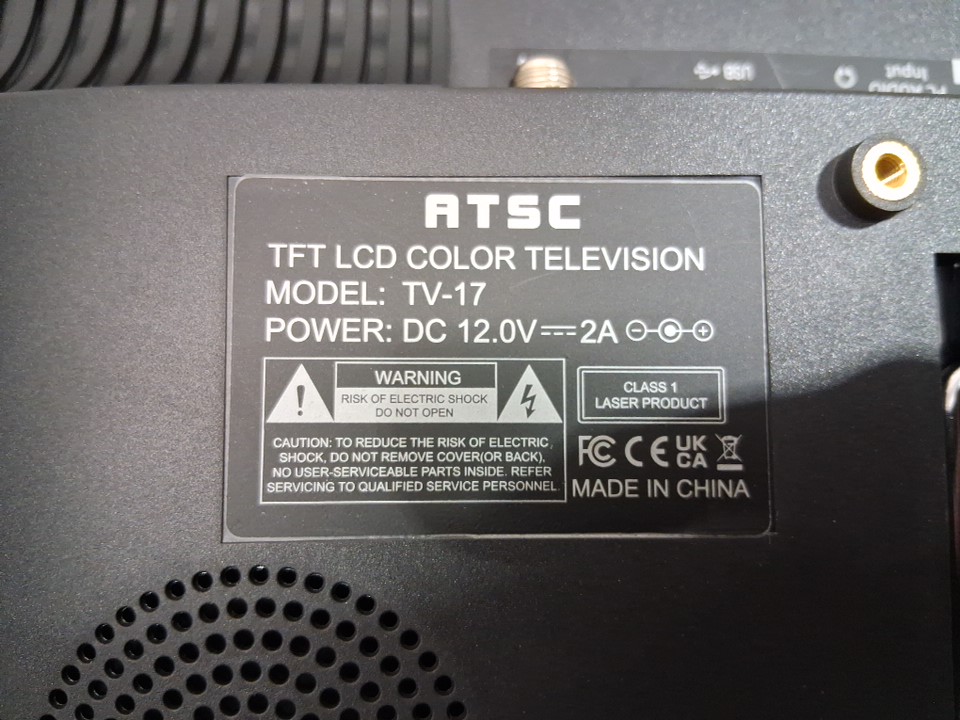 USB
PC AUDIO
Input
ATSC
TFT LCD COLOR TELEVISION
MODEL: TV-17
POWER: DC 12.0V⎓2A
WARNING
RISK OF ELECTRIC SHOCK
DO NOT OPEN
CAUTION: TO REDUCE THE RISK OF ELECTRIC
SHOCK, DO NOT REMOVE COVER(OR BACK).
NO USER-SERVICEABLE PARTS INSIDE. REFER
SERVICING TO QUALIFIED SERVICE PERSONNEL
CLASS 1
LASER PRODUCT
FC CE UK
CA
MADE IN CHINA